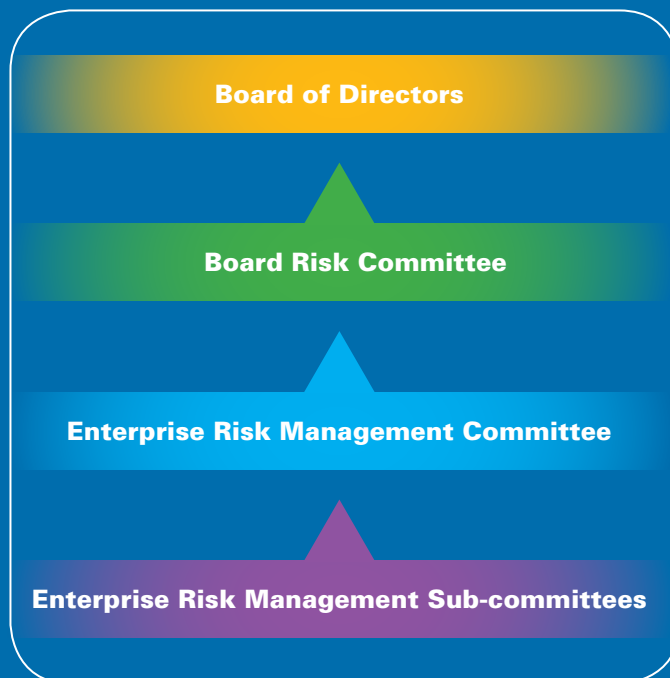 Board of Directors
Board Risk Committee
Enterprise Risk Management Committee
Enterprise Risk Management Sub-committees